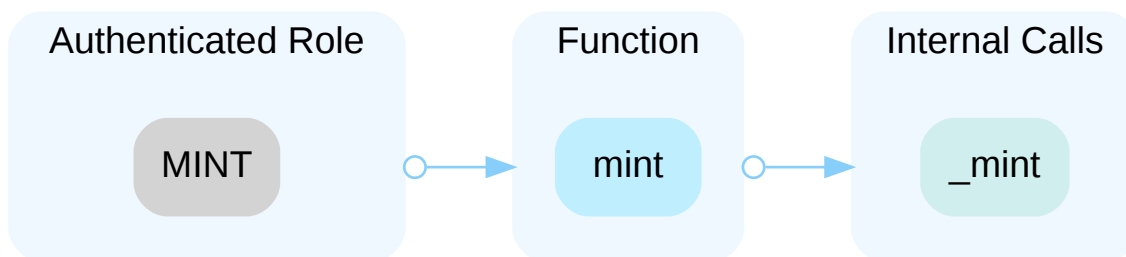 Authenticated Role
MINT
Function
mint
Internal Calls
_mint